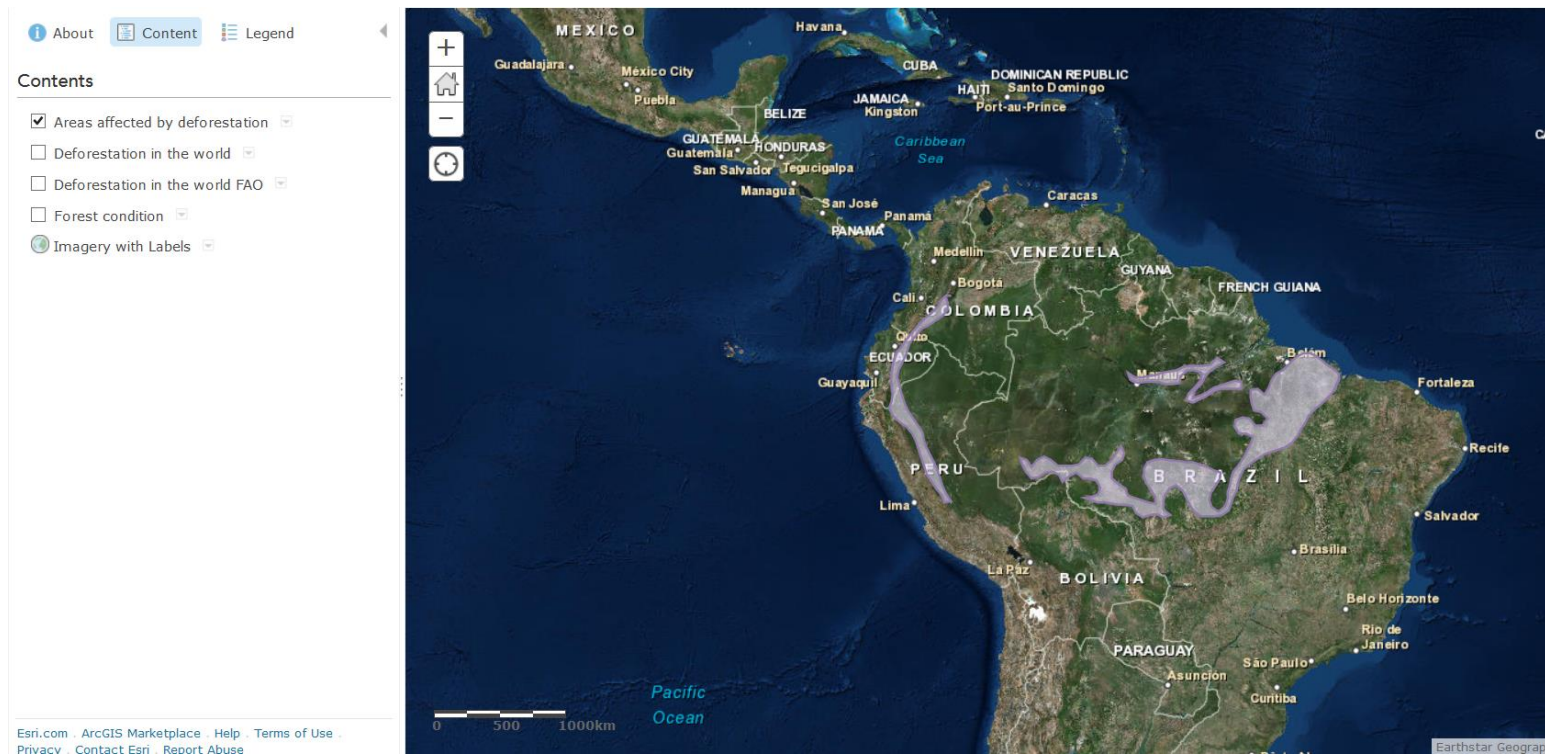 About
Content
Legend
Contents
Areas affected by deforestation
Deforestation in the world
Deforestation in the world FAO
Forest condition
Imagery with Labels
Esri.com . ArcGIS Marketplace . Help . Terms of Use .
Privacy . Contact Esri . Report Abuse
+
−
MEXICO
Havana
Guadalajara
México City
Puebla
CUBA
DOMINICAN REPUBLIC
HAITI
Santo Domingo
JAMAICA
Kingston
Port-au-Prince
BELIZE
GUATEMALA
HONDURAS
Guatemala
San Salvador
Tegucigalpa
Managua
Caribbean
Sea
San José
Panamá
PANAMA
Caracas
Medellín
VENEZUELA
GUYANA
Bogotá
FRENCH GUIANA
Cali
COLOMBIA
Quito
ECUADOR
Guayaquil
Belém
Manaus
Fortaleza
Recife
PERU
BRAZIL
Lima
Salvador
Brasília
La Paz
BOLIVIA
Belo Horizonte
Rio de
Janeiro
PARAGUAY
São Paulo
Asunción
Curitiba
Pacific
Ocean
0 500 1000km
Earthstar Geograp